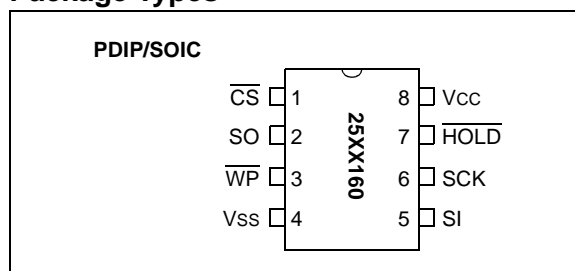 Package Types
PDIP/SOIC
CS 1 8 Vcc
SO 2 7 HOLD
WP 3 6 SCK
Vss 4 5 SI
25XX160